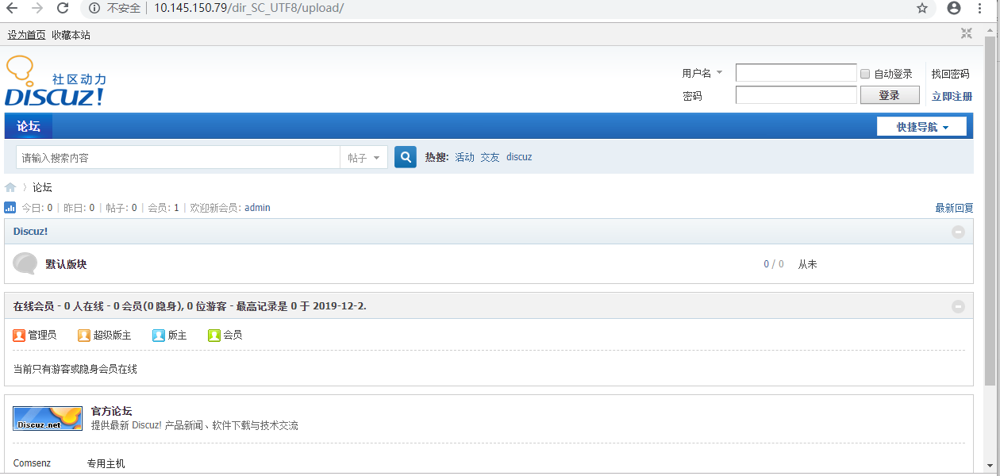 不安全 10.145.150.79/dir_SC_UTF8/upload/
设为首页 收藏本站
社区动力
DISCUZ!
用户名 自动登录 找回密码
密码 登录 立即注册
论坛 快捷导航
请输入搜索内容 帖子 热搜: 活动 交友 discuz
论坛
今日: 0 | 昨日: 0 | 帖子: 0 | 会员: 1 | 欢迎新会员: admin 最新回复
Discuz!
默认版块 0 / 0 从未
在线会员 - 0 人在线 - 0 会员(0 隐身), 0 位游客 - 最高记录是 0 于 2019-12-2.
管理员 超级版主 版主 会员
当前只有游客或隐身会员在线
Discuz.net 官方论坛
提供最新 Discuz! 产品新闻、软件下载与技术交流
Comsenz 专用主机